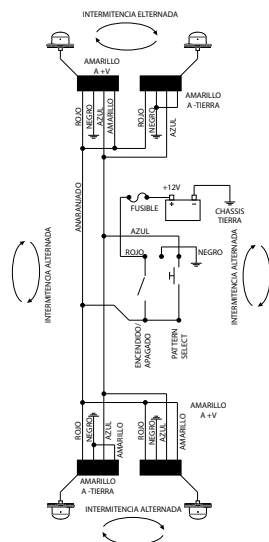 INTERMITENCIA ELTERNADA
AMARILLO
A +V
ROJO
NEGRO
AZUL
AMARILLO
ROJO
NEGRO
AZUL
AMARILLO
A -TIERRA
ANARANJADO
+12V
FUSIBLE
+
−
CHASSIS
TIERRA
AZUL
ROJO
NEGRO
INTERMITENCIA ALTERNADA
ENCENDIDO/
APAGADO
PATTERN
SELECT
INTERMITENCIA ALTERNADA
AMARILLO
A +V
ROJO
NEGRO
AZUL
AMARILLO
ROJO
NEGRO
AZUL
AMARILLO
AMARILLO
A -TIERRA
INTERMITENCIA ALTERNADA